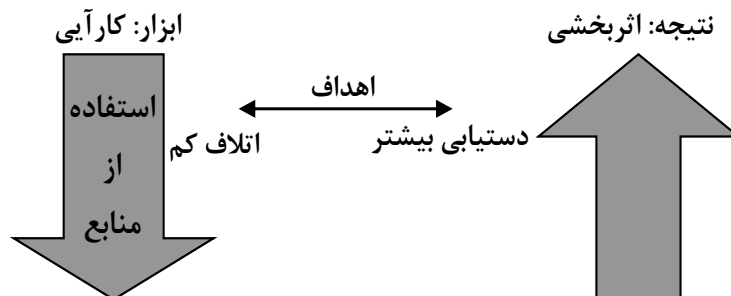 نتیجه: اثربخشی
ابزار: کارآیی
اهداف
دستیابی بیشتر
اتلاف کم
استفاده
از
منابع